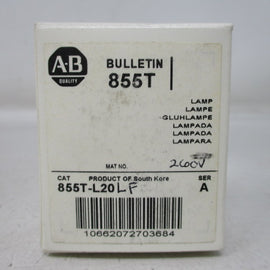 A-B
QUALITY
BULLETIN
855T
LAMP
LAMPE
GLUHLAMPE
LAMPADA
LAMPADA
LAMPARA
MAT NO.
260V
CAT PRODUCT OF South Kore SER
855T-L20LF A
10662072703684